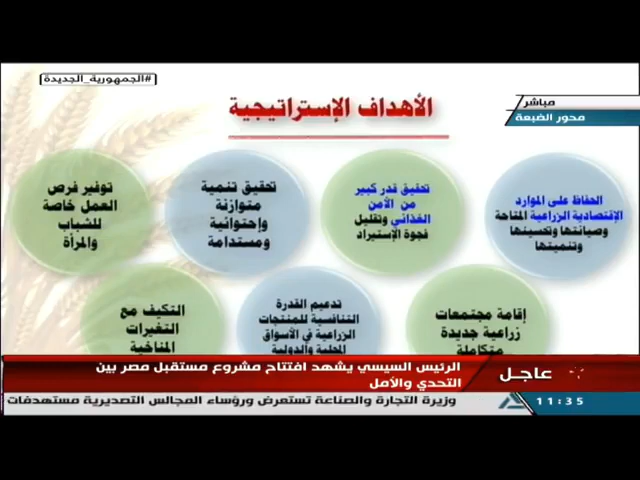 #الجمهورية_الجديدة
مباشر
محور الضبعة
الأهداف الإستراتيجية
الحفاظ على الموارد
الإقتصادية الزراعية المتاحة
وصيانتها وتحسينها
وتنميتها
تحقيق قدر كبير
من الأمن
الغذائي وتقليل
فجوة الإستيراد
تحقيق تنمية
متوازنة
وإحتوائية
ومستدامة
توفير فرص
العمل خاصة
للشباب
والمرأة
إقامة مجتمعات
زراعية جديدة
متكاملة
تدعيم القدرة
التنافسية للمنتجات
الزراعية في الأسواق
المحلية والدولية
التكيف مع
التغيرات
المناخية
عاجل
الرئيس السيسي يشهد افتتاح مشروع مستقبل مصر بين
التحدي والأمل
11:35
وزيرة التجارة والصناعة تستعرض ورؤساء المجالس التصديرية مستهدفات